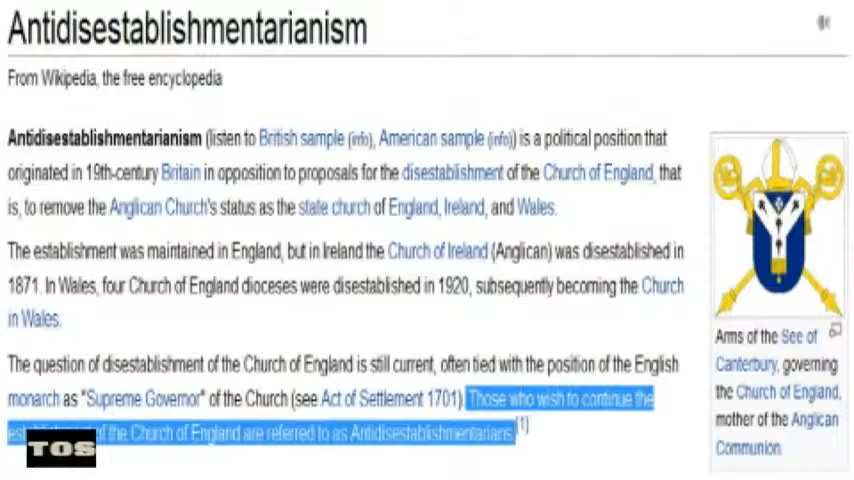 Antidisestablishmentarianism
From Wikipedia, the free encyclopedia
Antidisestablishmentarianism (listen to British sample (info), American sample (info)) is a political position that
originated in 19th-century Britain in opposition to proposals for the disestablishment of the Church of England, that
is, to remove the Anglican Church's status as the state church of England, Ireland, and Wales.
The establishment was maintained in England, but in Ireland the Church of Ireland (Anglican) was disestablished in
1871. In Wales, four Church of England dioceses were disestablished in 1920, subsequently becoming the Church
in Wales.
The question of disestablishment of the Church of England is still current, often tied with the position of the English
monarch as "Supreme Governor" of the Church (see Act of Settlement 1701). Those who wish to continue the
of the Church of England are referred to as Antidisestablishmentarians.[1]
TOS
Arms of the See of
Canterbury, governing
the Church of England,
mother of the Anglican
Communion.